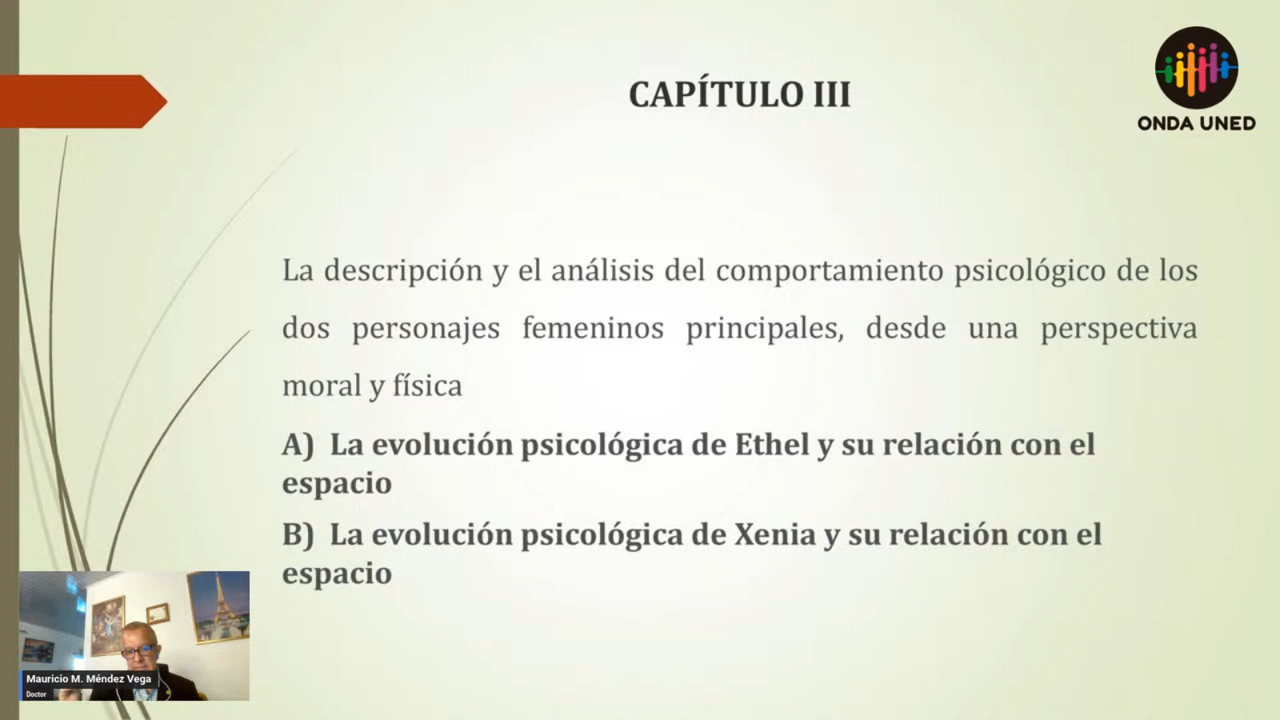 CAPÍTULO III
ONDA UNED
La descripción y el análisis del comportamiento psicológico de los
dos personajes femeninos principales, desde una perspectiva
moral y física
A) La evolución psicológica de Ethel y su relación con el
espacio
B) La evolución psicológica de Xenia y su relación con el
espacio
Mauricio M. Méndez Vega
Doctor